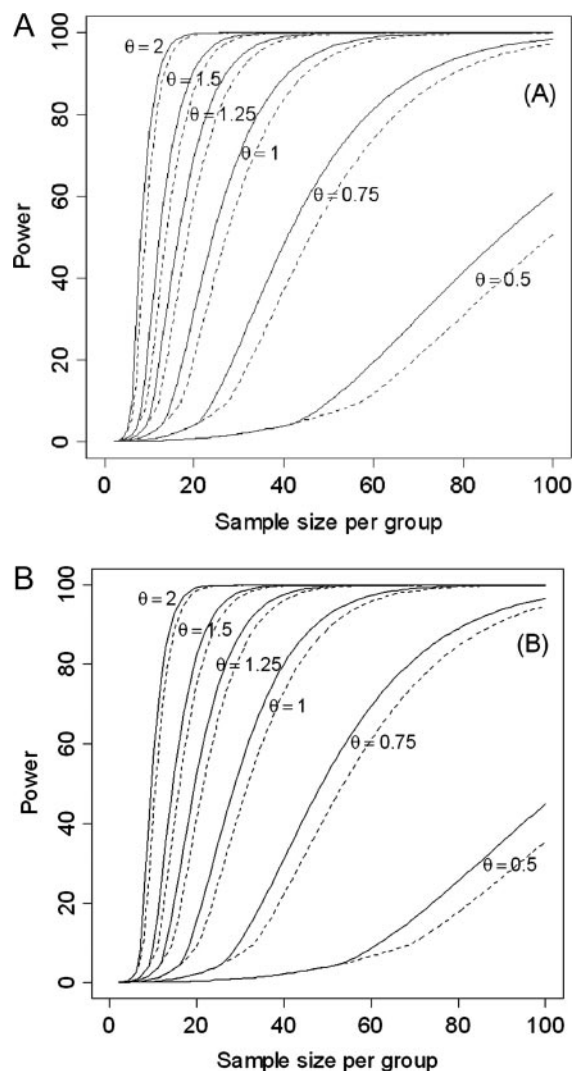 A
100
80
60
40
20
0
Power
θ = 2
θ = 1.5
θ = 1.25
θ = 1
θ = 0.75
θ = 0.5
(A)
0 20 40 60 80 100
Sample size per group
B
100
80
60
40
20
0
Power
θ = 2
θ = 1.5
θ = 1.25
θ = 1
θ = 0.75
θ = 0.5
(B)
0 20 40 60 80 100
Sample size per group